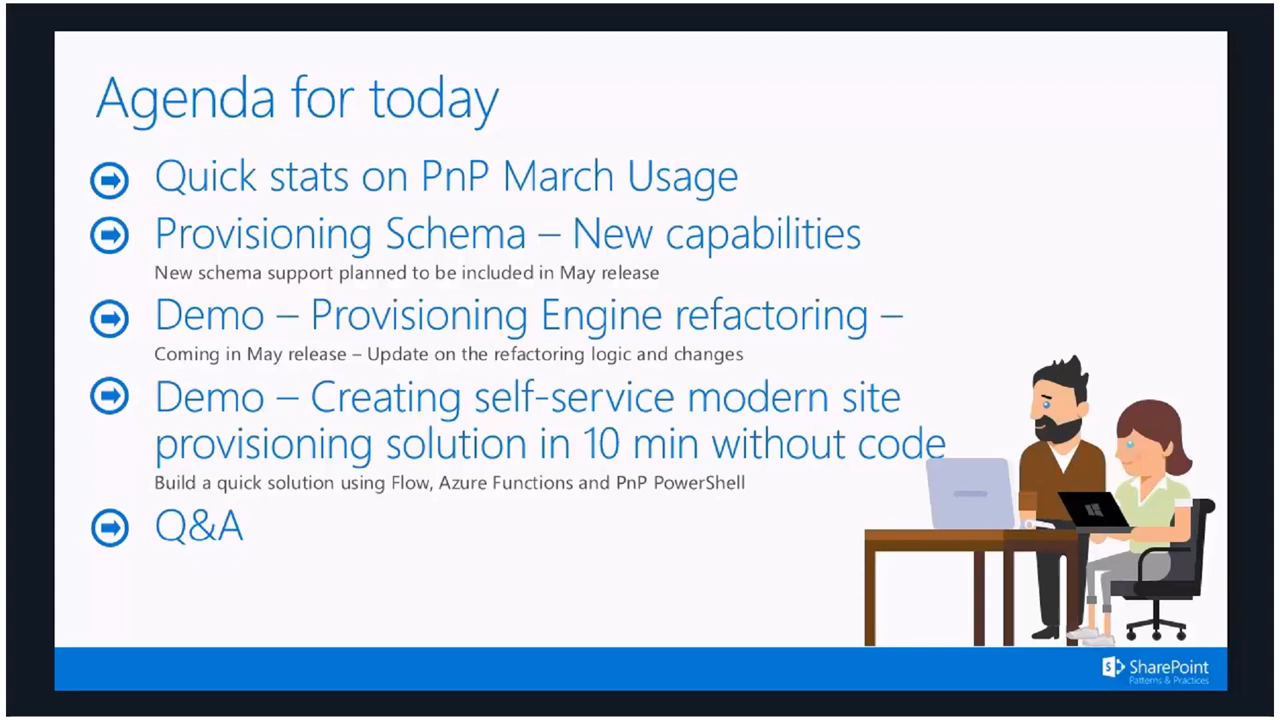 Agenda for today
Quick stats on PnP March Usage
Provisioning Schema – New capabilities
New schema support planned to be included in May release
Demo – Provisioning Engine refactoring –
Coming in May release – Update on the refactoring logic and changes
Demo – Creating self-service modern site
provisioning solution in 10 min without code
Build a quick solution using Flow, Azure Functions and PnP PowerShell
Q&A
SharePoint
Patterns & Practices